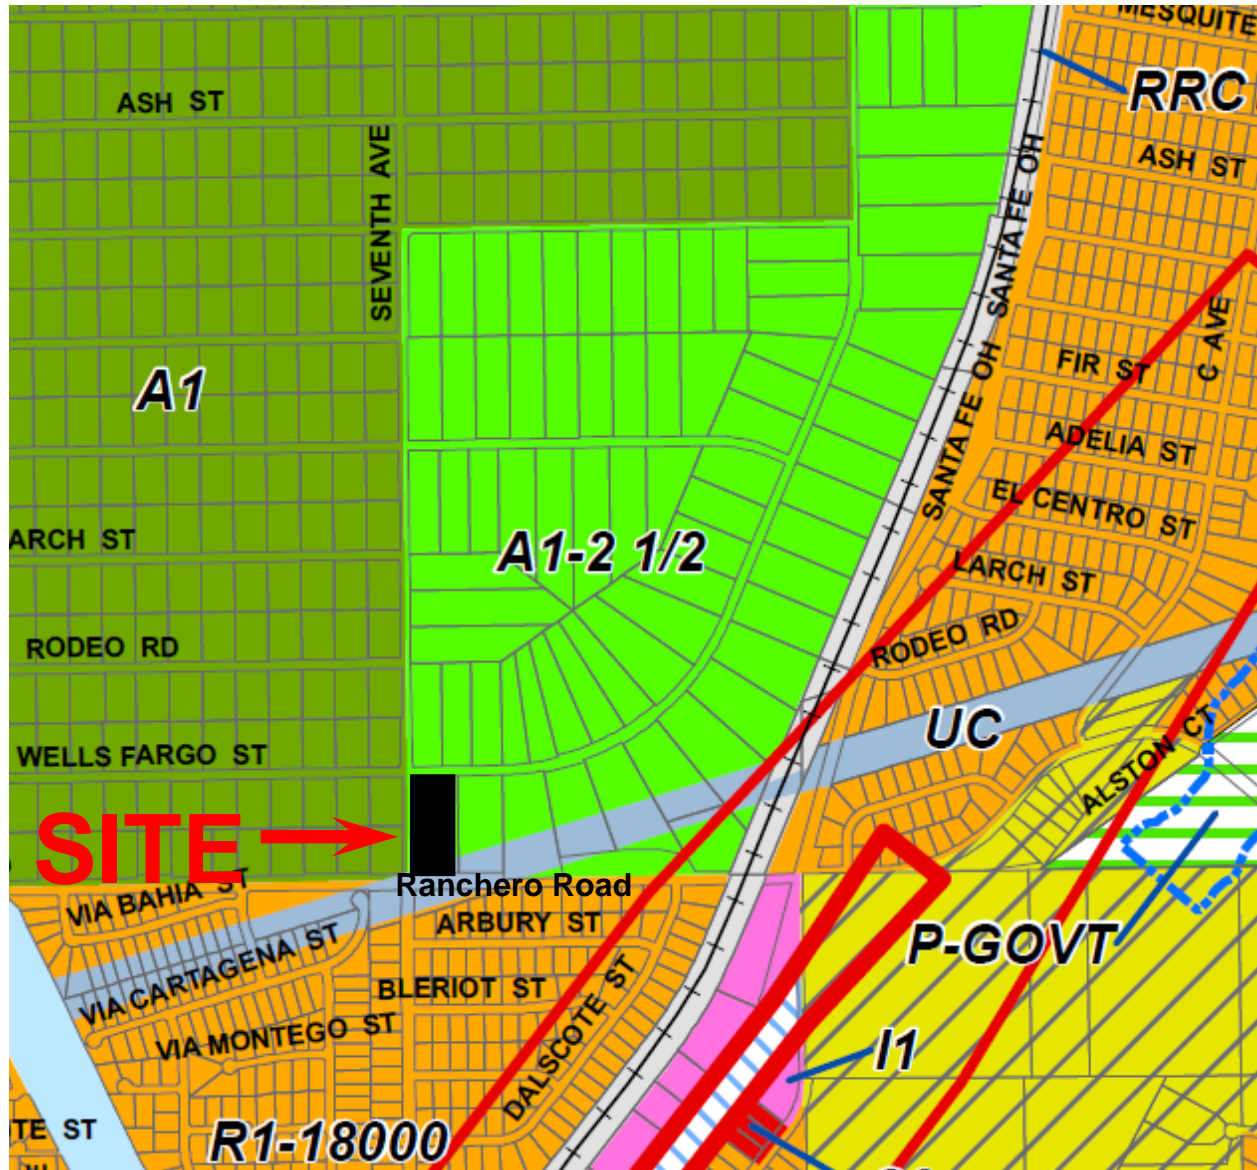 MESQUITE
RRC
ASH ST
ASH ST
SEVENTH AVE
SANTA FE OH
SANTA FE OH
C AVE
FIR ST
A1
ADELIA ST
EL CENTRO ST
ARCH ST
A1-2 1/2
LARCH ST
RODEO RD
RODEO RD
UC
WELLS FARGO ST
ALSTON CT
SITE
Ranchero Road
VIA BAHIA ST
ARBURY ST
P-GOVT
VIA CARTAGENA ST
BLERIOT ST
DALSCOTE ST
VIA MONTEGO ST
I1
TE ST
R1-18000